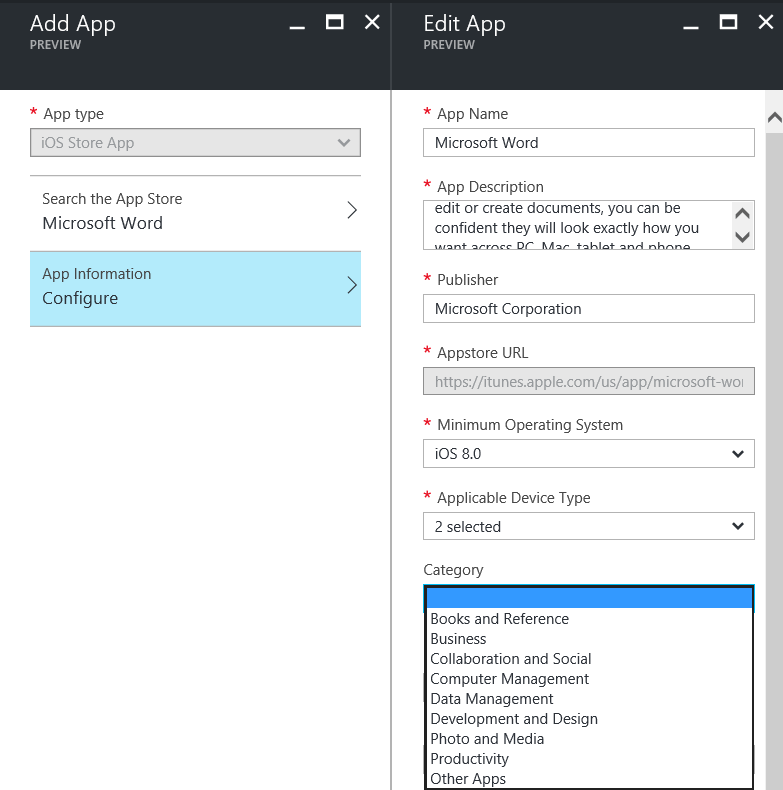 Add App
PREVIEW
* App type
iOS Store App
Search the App Store
Microsoft Word
App Information
Configure
Edit App
PREVIEW
* App Name
Microsoft Word
* App Description
edit or create documents, you can be
confident they will look exactly how you
want across PC, Mac, tablet and phone
* Publisher
Microsoft Corporation
* Appstore URL
https://itunes.apple.com/us/app/microsoft-wor
* Minimum Operating System
iOS 8.0
* Applicable Device Type
2 selected
Category
Books and Reference
Business
Collaboration and Social
Computer Management
Data Management
Development and Design
Photo and Media
Productivity
Other Apps